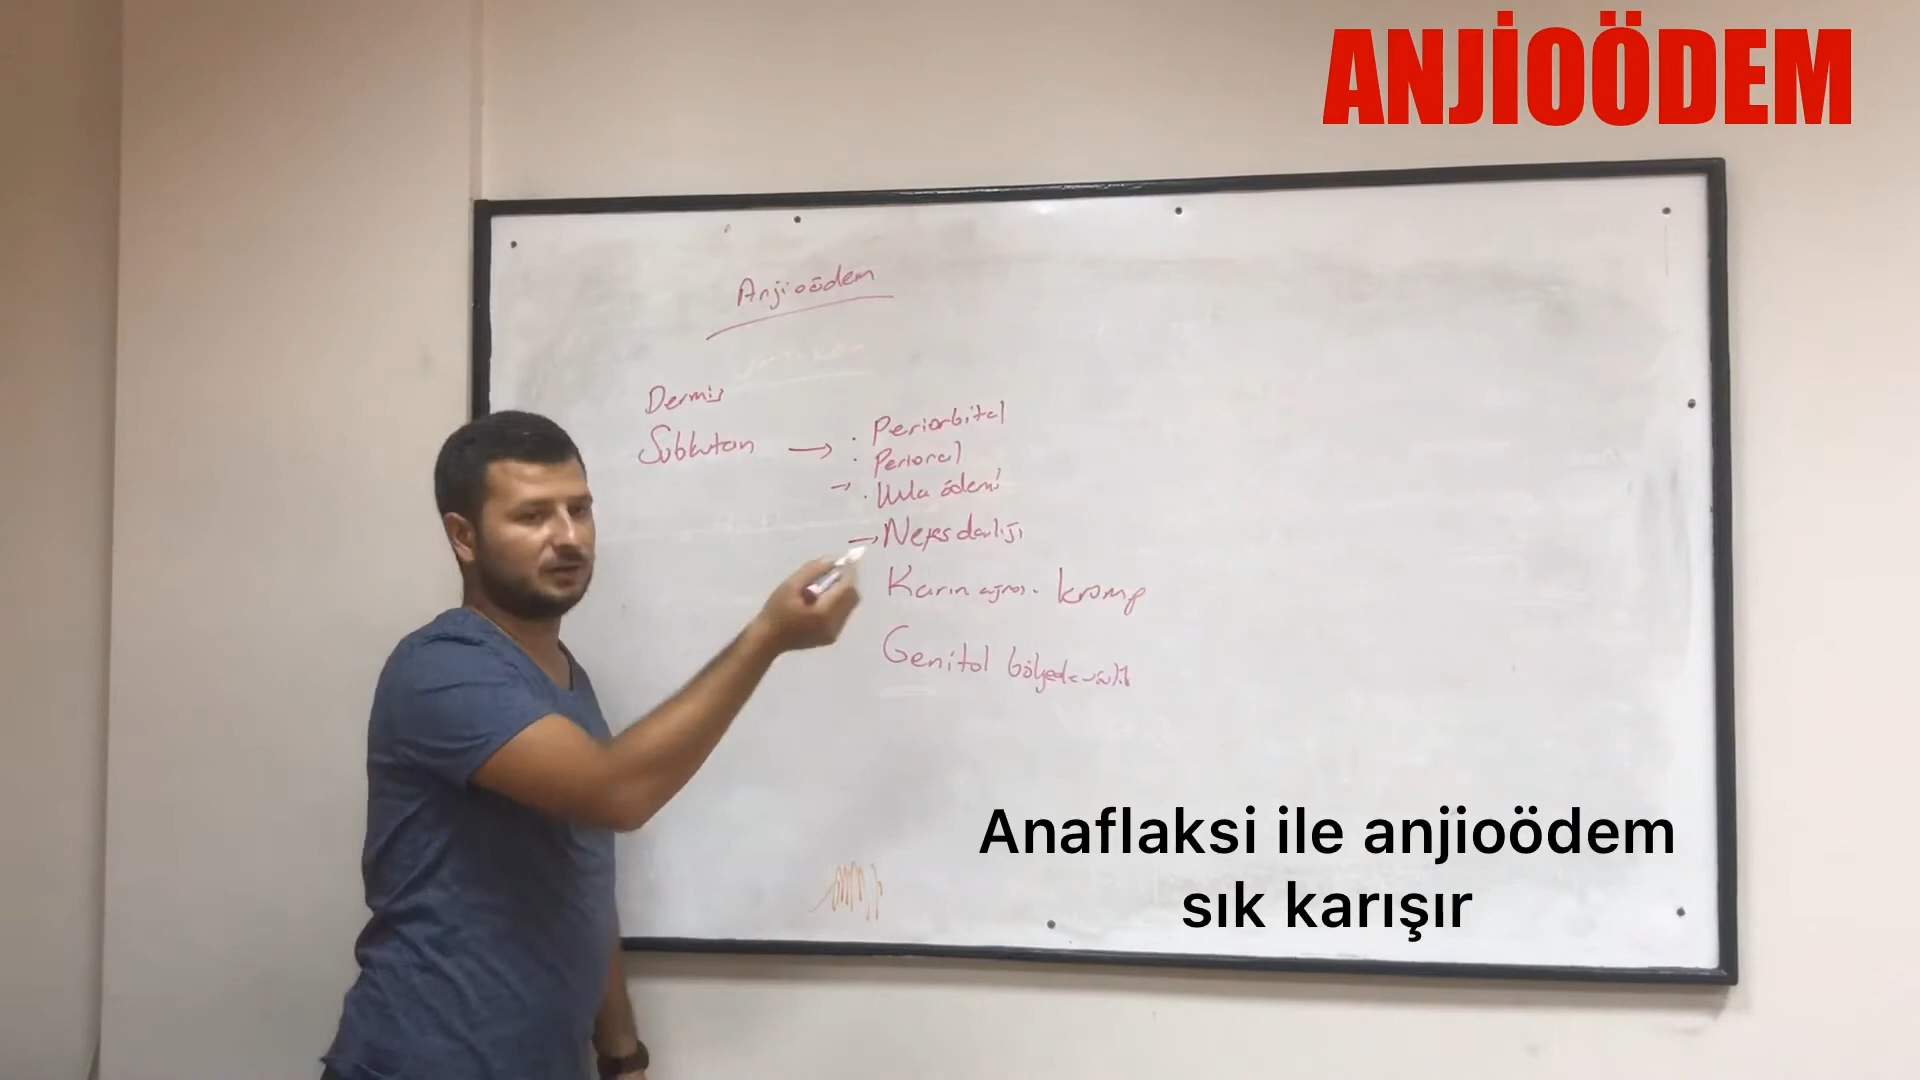 ANJİOÖDEM
Anjioödem
Dermis
Subkutan → . Periorbital
. Perioral
→ . Uvula ödemi
→ Nefes darlığı
Karın ağrısı. kramp
Genital bölgede
Anaflaksi ile anjioödem
sık karışır